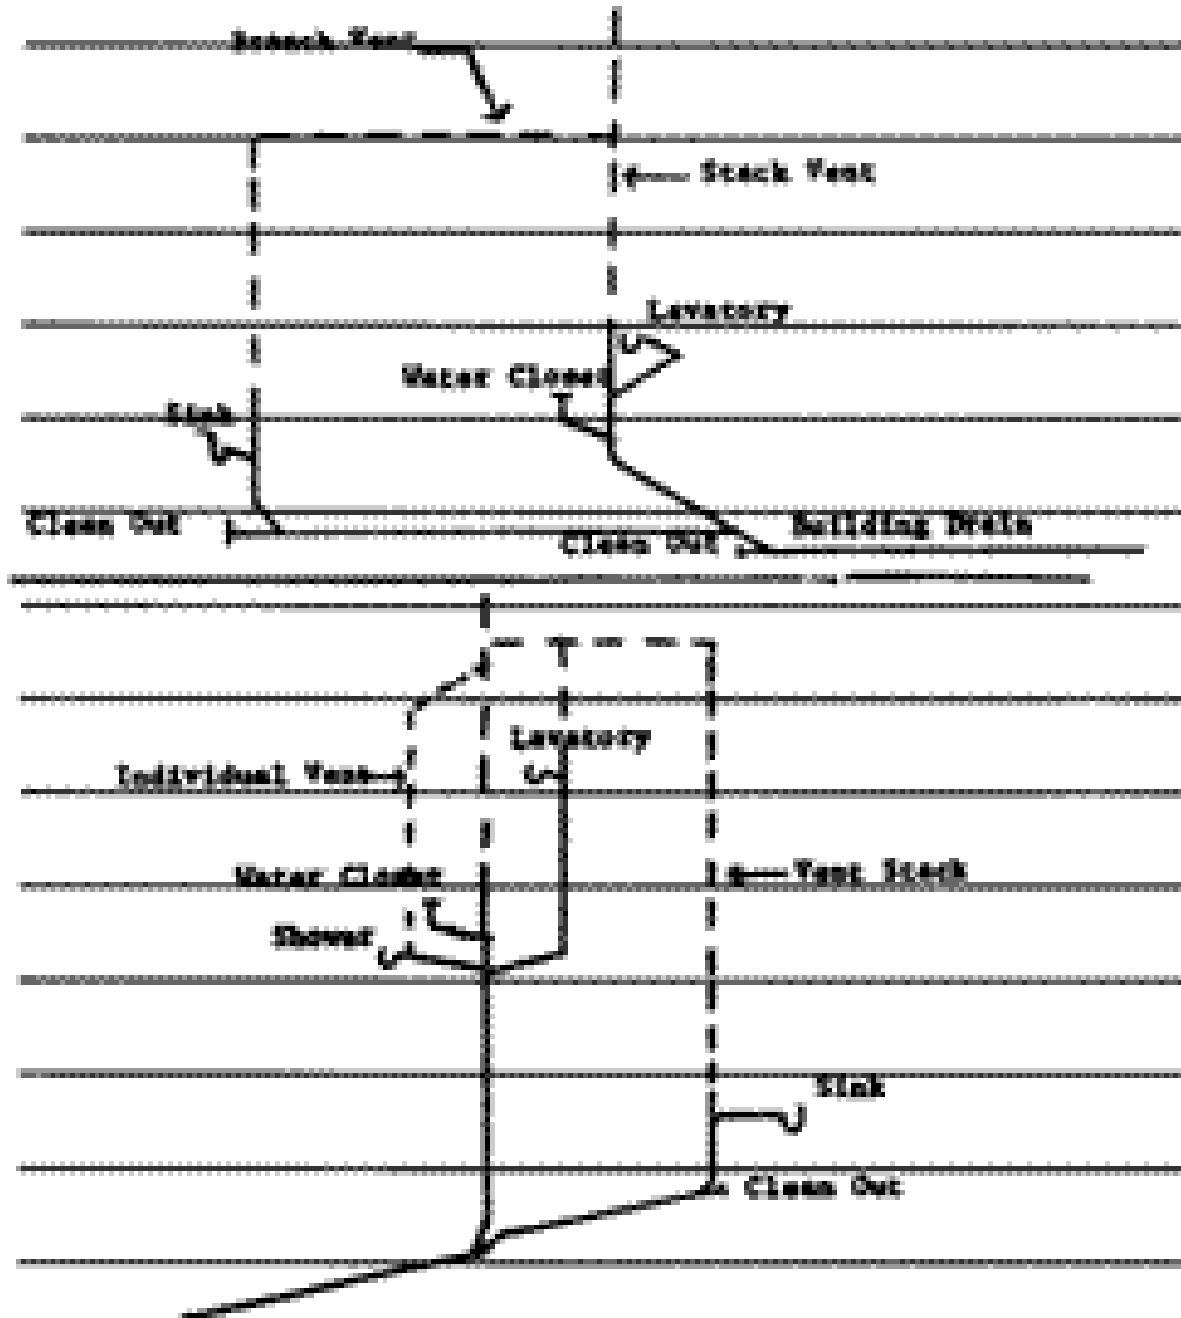 Branch Vent
Stack Vent
Lavatory
Water Closet
Sink
Clean Out
Building Drain
Clean Out
Lavatory
Individual Vent
Water Closet
Vent Stack
Shower
Sink
Clean Out